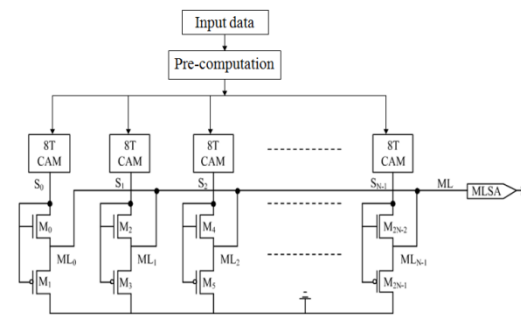 Input data
Pre-computation
8T
CAM
8T
CAM
8T
CAM
8T
CAM
S0 S1 S2 SN-1 ML
MLSA
M0 M2 M4 M2N-2
ML0 ML1 ML2 MLN-1
M1 M3 M5 M2N-1